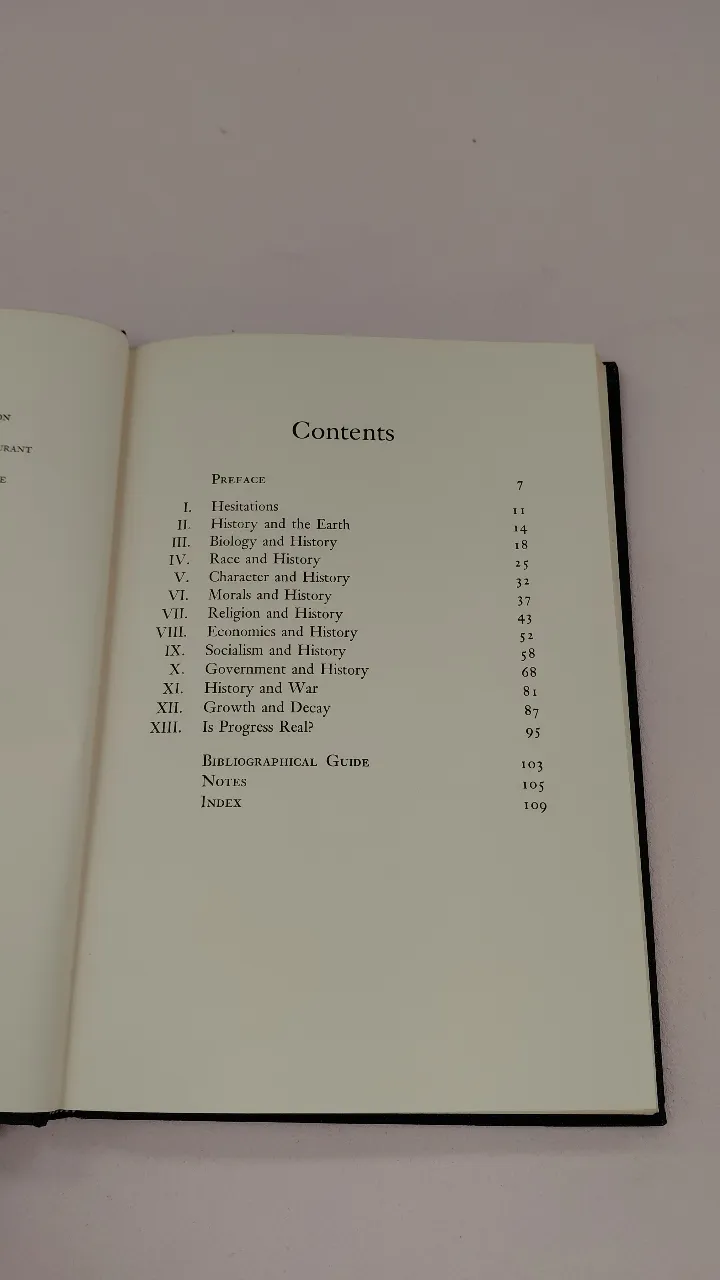 Contents
PREFACE 7
I. Hesitations 11
II. History and the Earth 14
III. Biology and History 18
IV. Race and History 25
V. Character and History 32
VI. Morals and History 37
VII. Religion and History 43
VIII. Economics and History 52
IX. Socialism and History 58
X. Government and History 68
XI. History and War 81
XII. Growth and Decay 87
XIII. Is Progress Real? 95
BIBLIOGRAPHICAL GUIDE 103
NOTES 105
INDEX 109